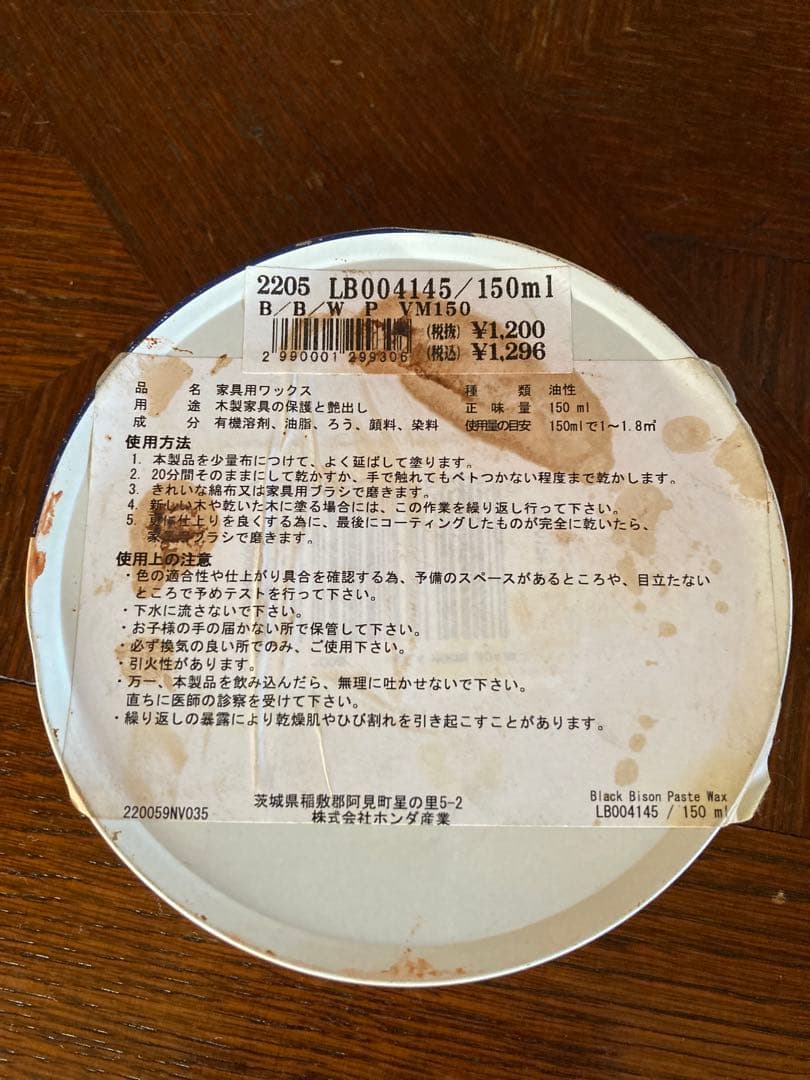 2205 LB004145/150ml
B/B/W P VM150
(税抜) ¥1,200
2 990001 299306 (税込) ¥1,296
品 名 家具用ワックス 種 類 油性
用 途 木製家具の保護と艶出し 正 味 量 150 ml
成 分 有機溶剤、油脂、ろう、顔料、染料 使用量の目安 150mlで1~1.8㎡
使用方法
1. 本製品を少量布につけて、よく延ばして塗ります。
2. 20分間そのままにして乾かすか、手で触れてもベトつかない程度まで乾かします。
3. きれいな綿布又は家具用ブラシで磨きます。
4. 新しい木や乾いた木に塗る場合には、この作業を繰り返し行って下さい。
5. 更に仕上りを良くする為に、最後にコーティングしたものが完全に乾いたら、
家具用ブラシで磨きます。
使用上の注意
・色の適合性や仕上がり具合を確認する為、予備のスペースがあるところや、目立たない
ところで予めテストを行って下さい。
・下水に流さないで下さい。
・お子様の手の届かない所で保管して下さい。
・必ず換気の良い所でのみ、ご使用下さい。
・引火性があります。
・万一、本製品を飲み込んだら、無理に吐かせないで下さい。
直ちに医師の診察を受けて下さい。
・繰り返しの暴露により乾燥肌やひび割れを引き起こすことがあります。
220059NV035
茨城県稲敷郡阿見町星の里5-2
株式会社ホンダ産業
Black Bison Paste Wax
LB004145 / 150 ml